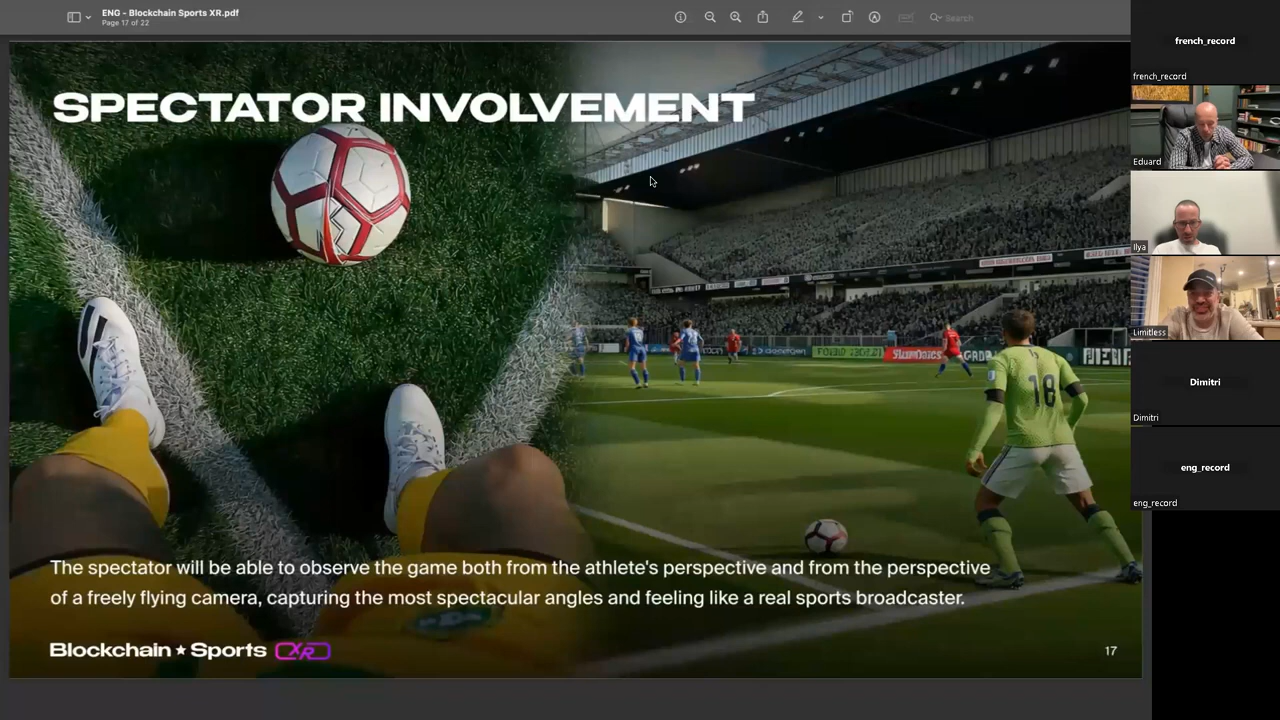 ENG - Blockchain Sports XR.pdf
Page 17 of 22
Search
SPECTATOR INVOLVEMENT
18
The spectator will be able to observe the game both from the athlete's perspective and from the perspective
of a freely flying camera, capturing the most spectacular angles and feeling like a real sports broadcaster.
Blockchain★Sports XR
17
french_record
french_record
Eduard
Ilya
Limitless
Dimitri
Dimitri
eng_record
eng_record